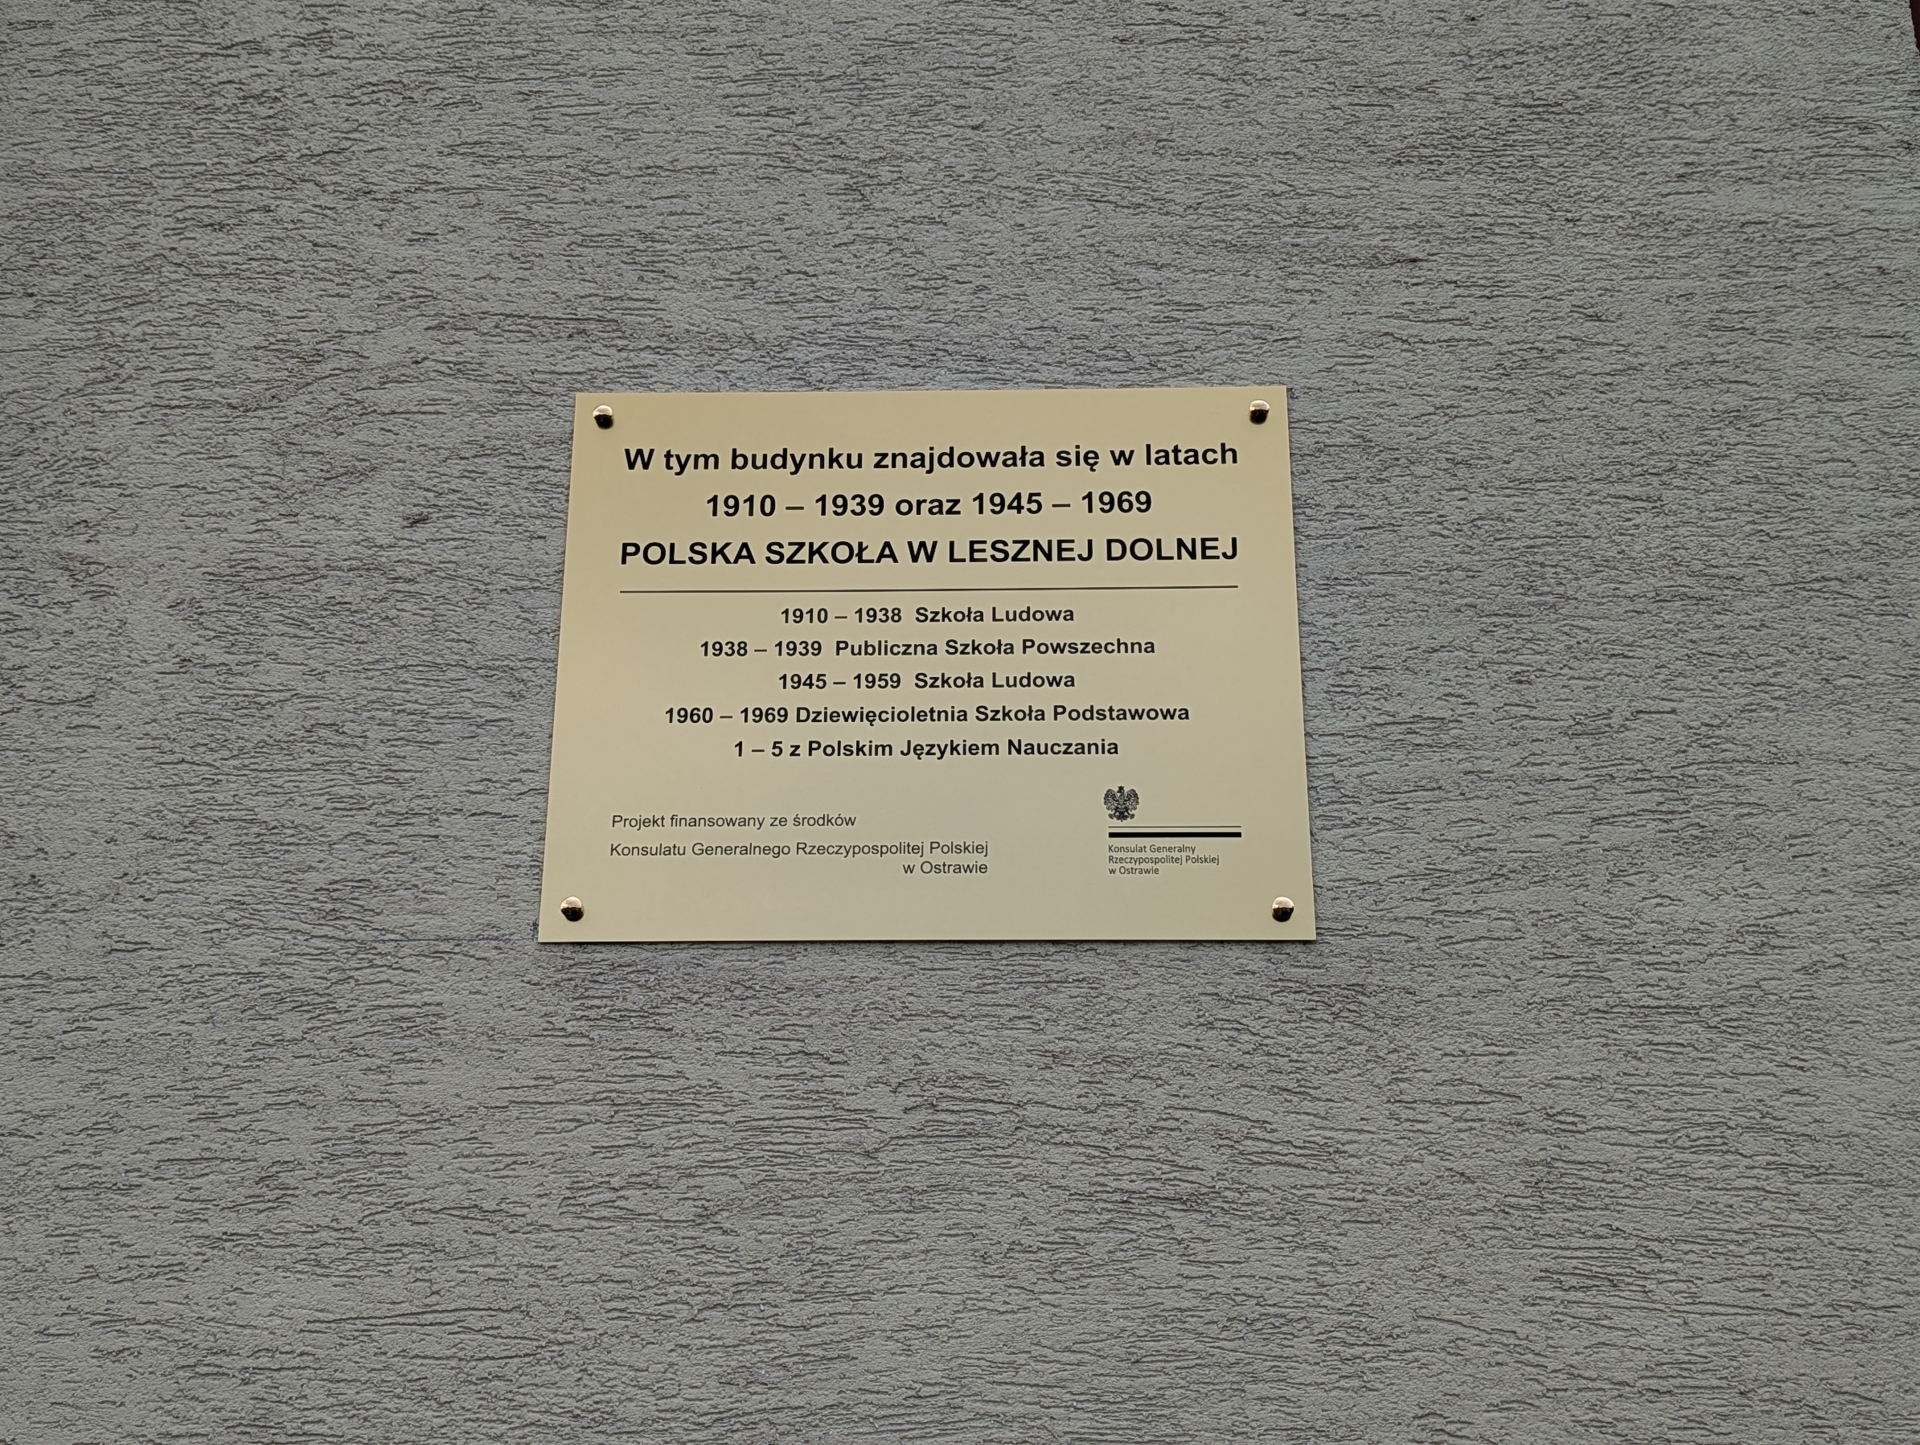 W tym budynku znajdowała się w latach
1910 – 1939 oraz 1945 – 1969
POLSKA SZKOŁA W LESZNEJ DOLNEJ
1910 – 1938 Szkoła Ludowa
1938 – 1939 Publiczna Szkoła Powszechna
1945 – 1959 Szkoła Ludowa
1960 – 1969 Dziewięcioletnia Szkoła Podstawowa
1 – 5 z Polskim Językiem Nauczania
Projekt finansowany ze środków
Konsulatu Generalnego Rzeczypospolitej Polskiej
w Ostrawie
Konsulat Generalny
Rzeczypospolitej Polskiej
w Ostrawie